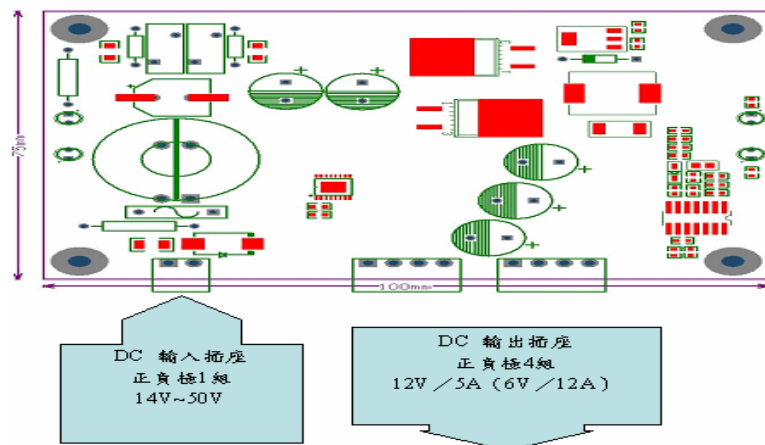 75mm
100mm
DC 輸入插座
正負極1組
14V~50V
DC 輸出插座
正負極4組
12V／5A（6V／12A）